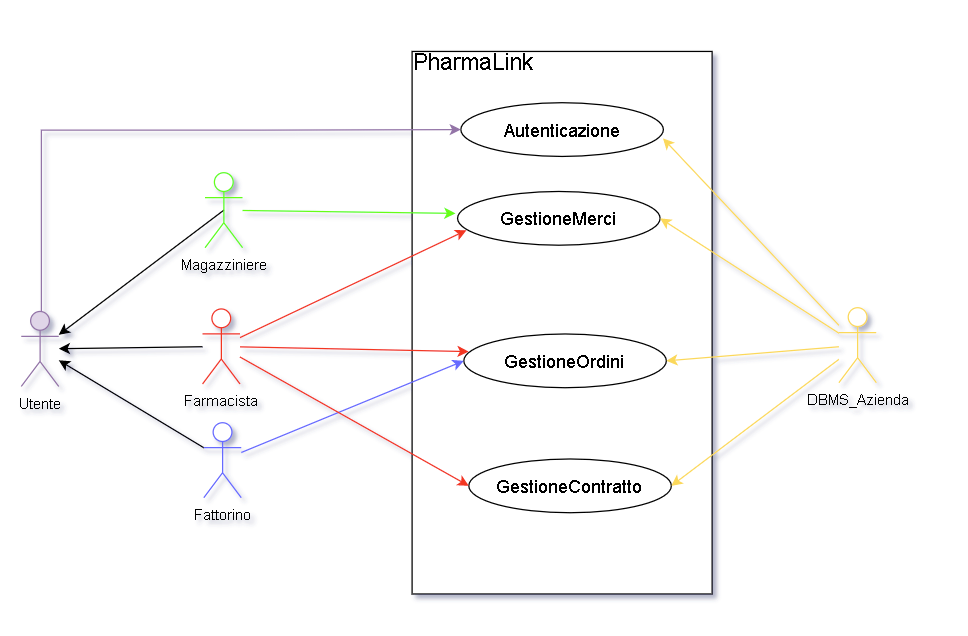 PharmaLink
Autenticazione
GestioneMerci
Magazziniere
GestioneOrdini
Utente
Farmacista
DBMS_Azienda
GestioneContratto
Fattorino